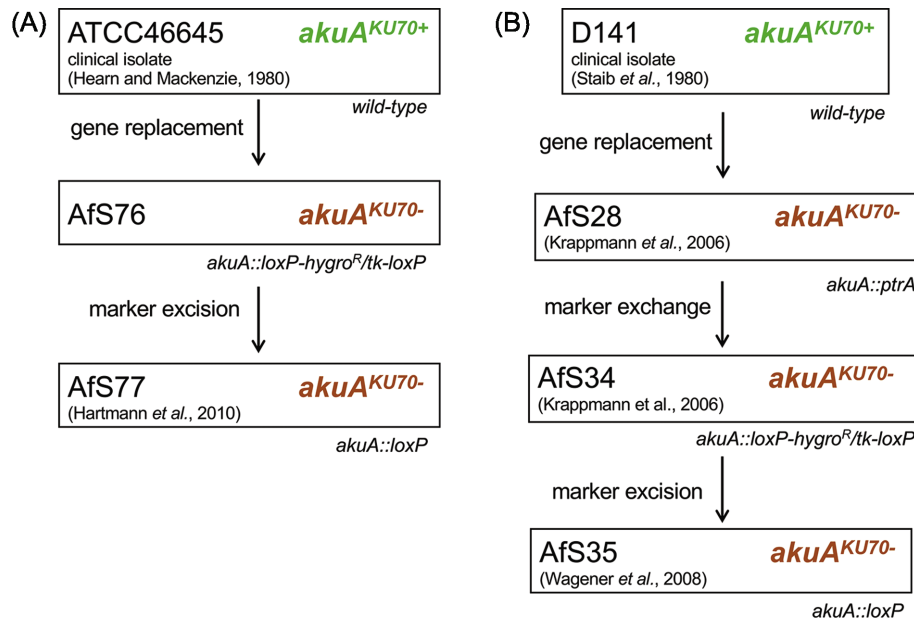 (A)
ATCC46645 akuAKU70+
clinical isolate
(Hearn and Mackenzie, 1980)
wild-type
gene replacement
AfS76 akuAKU70-
akuA::loxP-hygroR/tk-loxP
marker excision
AfS77 akuAKU70-
(Hartmann et al., 2010)
akuA::loxP
(B)
D141 akuAKU70+
clinical isolate
(Staib et al., 1980)
wild-type
gene replacement
AfS28 akuAKU70-
(Krappmann et al., 2006)
akuA::ptrA
marker exchange
AfS34 akuAKU70-
(Krappmann et al., 2006)
akuA::loxP-hygroR/tk-loxP
marker excision
AfS35 akuAKU70-
(Wagener et al., 2008)
akuA::loxP